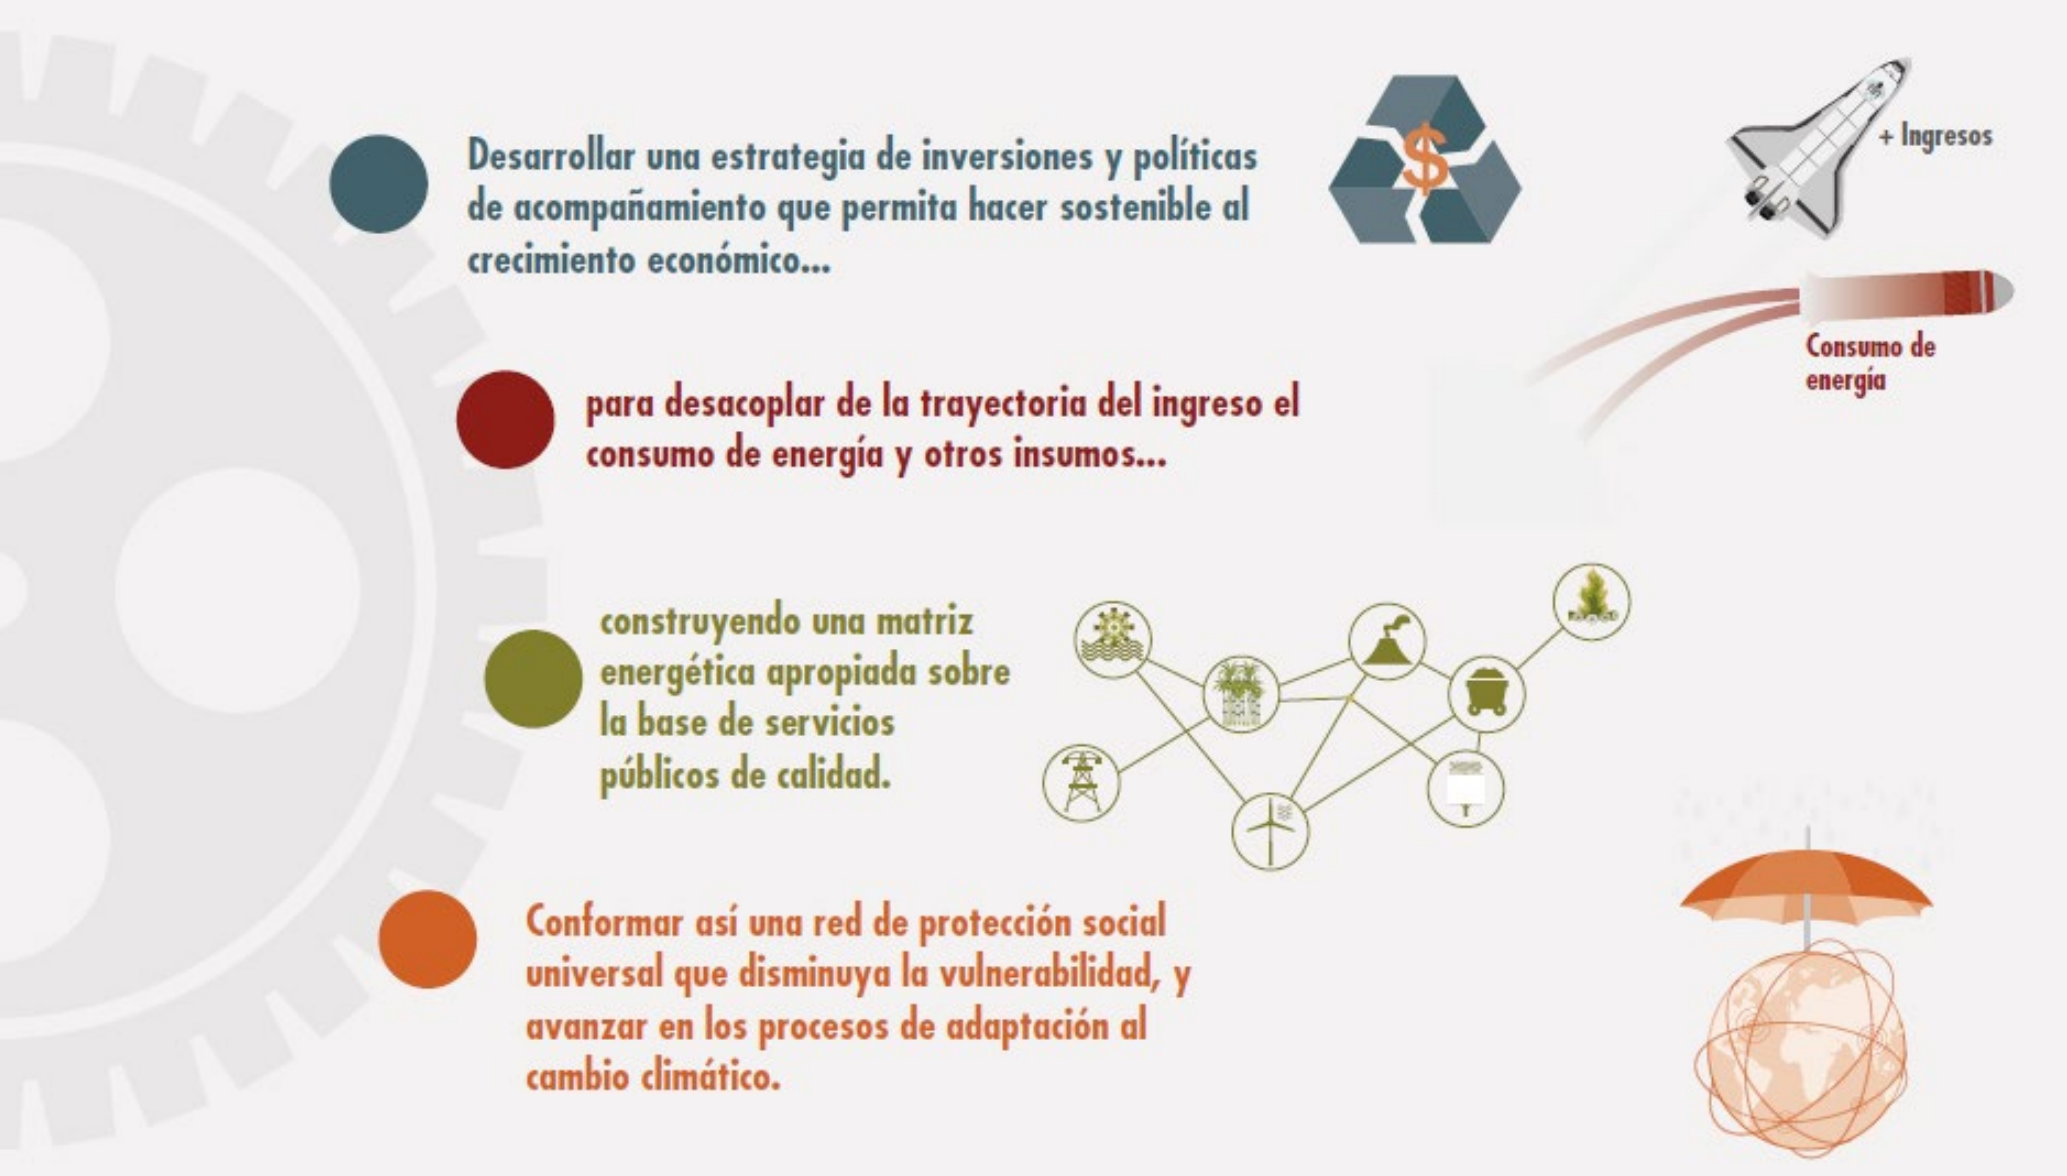 Desarrollar una estrategia de inversiones y políticas
de acompañamiento que permita hacer sostenible al
crecimiento económico...
$
+ Ingresos
Consumo de
energía
para desacoplar de la trayectoria del ingreso el
consumo de energía y otros insumos...
construyendo una matriz
energética apropiada sobre
la base de servicios
públicos de calidad.
Conformar así una red de protección social
universal que disminuya la vulnerabilidad, y
avanzar en los procesos de adaptación al
cambio climático.